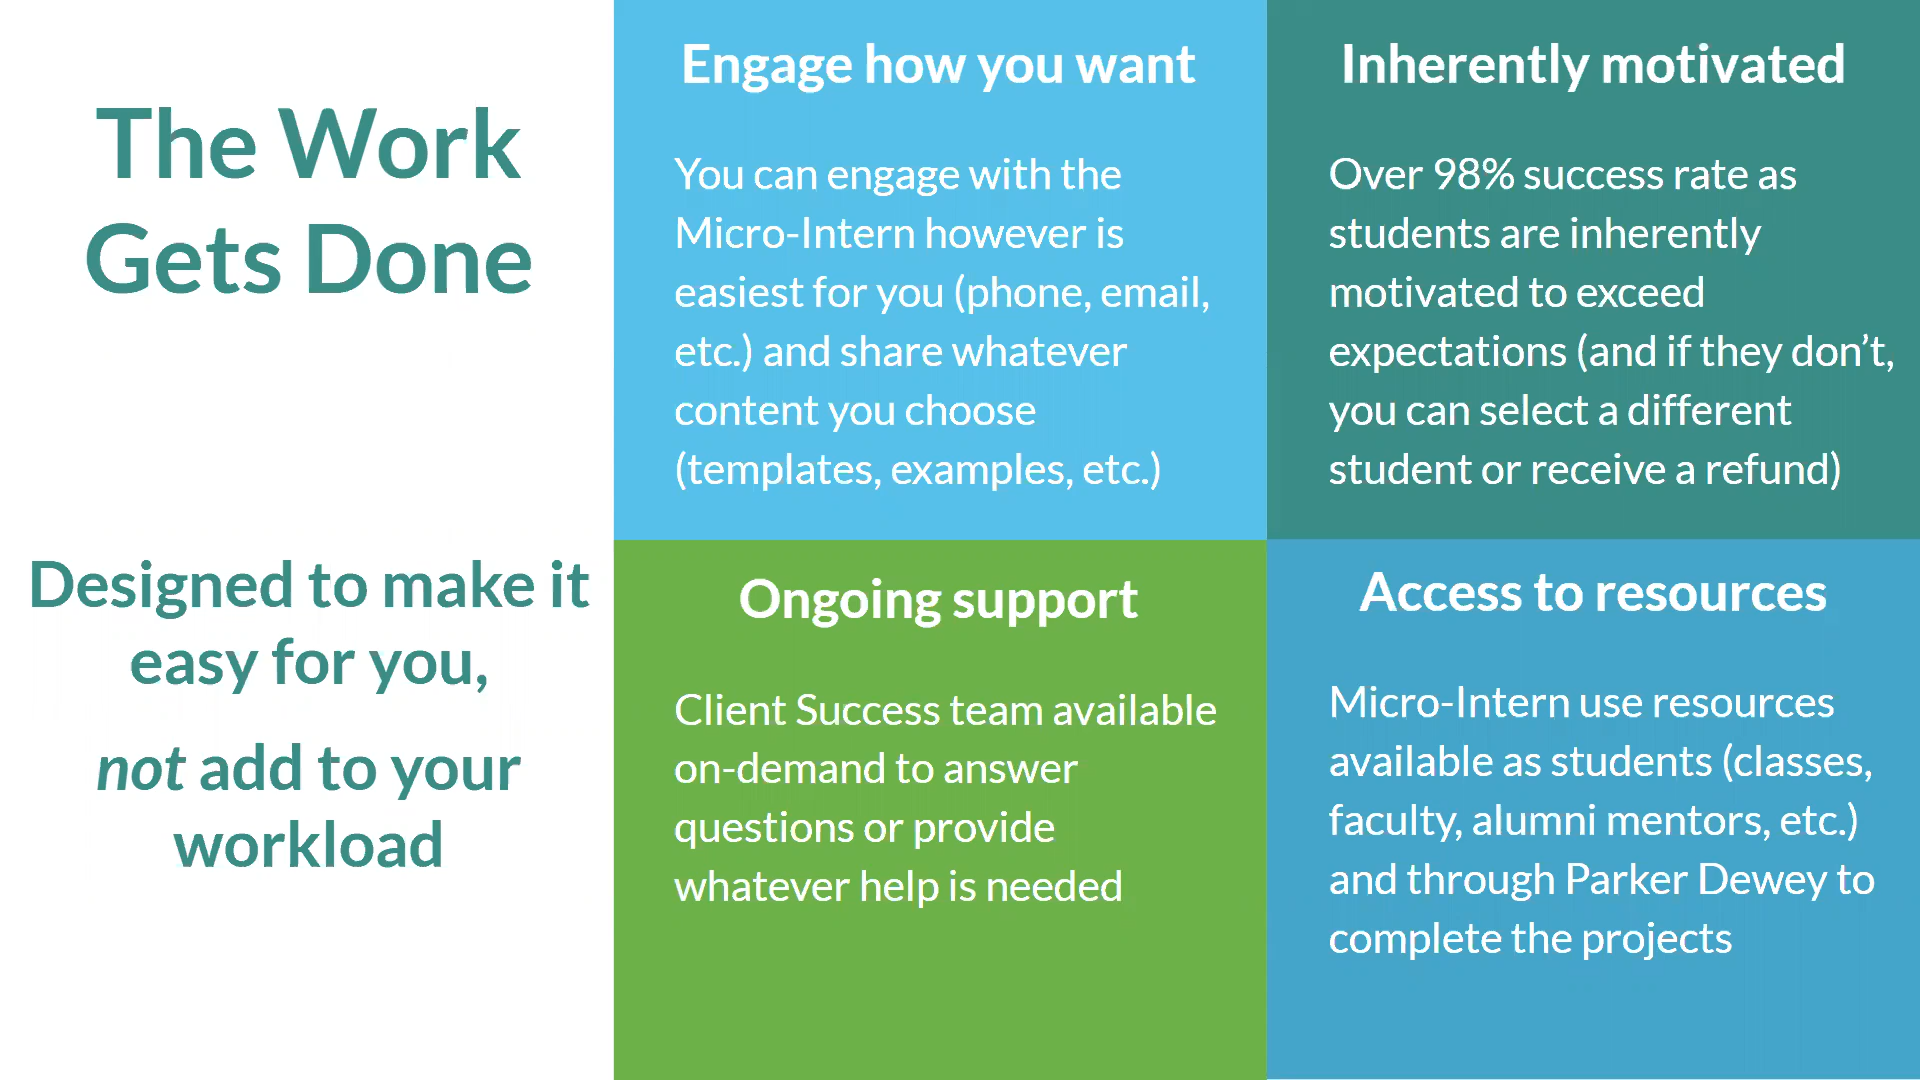 The Work
Gets Done
Designed to make it
easy for you,
not add to your
workload
Engage how you want
You can engage with the
Micro-Intern however is
easiest for you (phone, email,
etc.) and share whatever
content you choose
(templates, examples, etc.)
Inherently motivated
Over 98% success rate as
students are inherently
motivated to exceed
expectations (and if they don’t,
you can select a different
student or receive a refund)
Ongoing support
Client Success team available
on-demand to answer
questions or provide
whatever help is needed
Access to resources
Micro-Intern use resources
available as students (classes,
faculty, alumni mentors, etc.)
and through Parker Dewey to
complete the projects